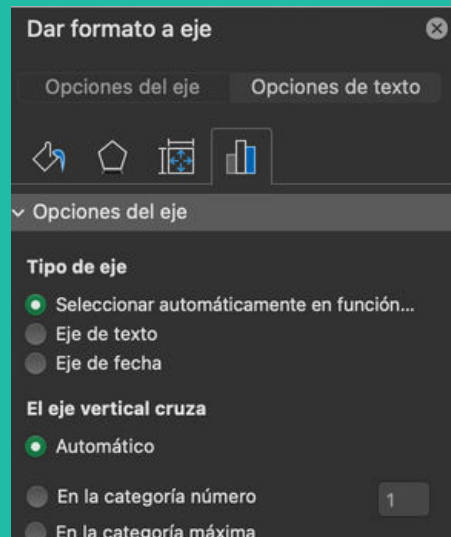 Dar formato a eje
Opciones del eje Opciones de texto
Opciones del eje
Tipo de eje
Seleccionar automáticamente en función...
Eje de texto
Eje de fecha
El eje vertical cruza
Automático
En la categoría número 1
En la categoría máxima